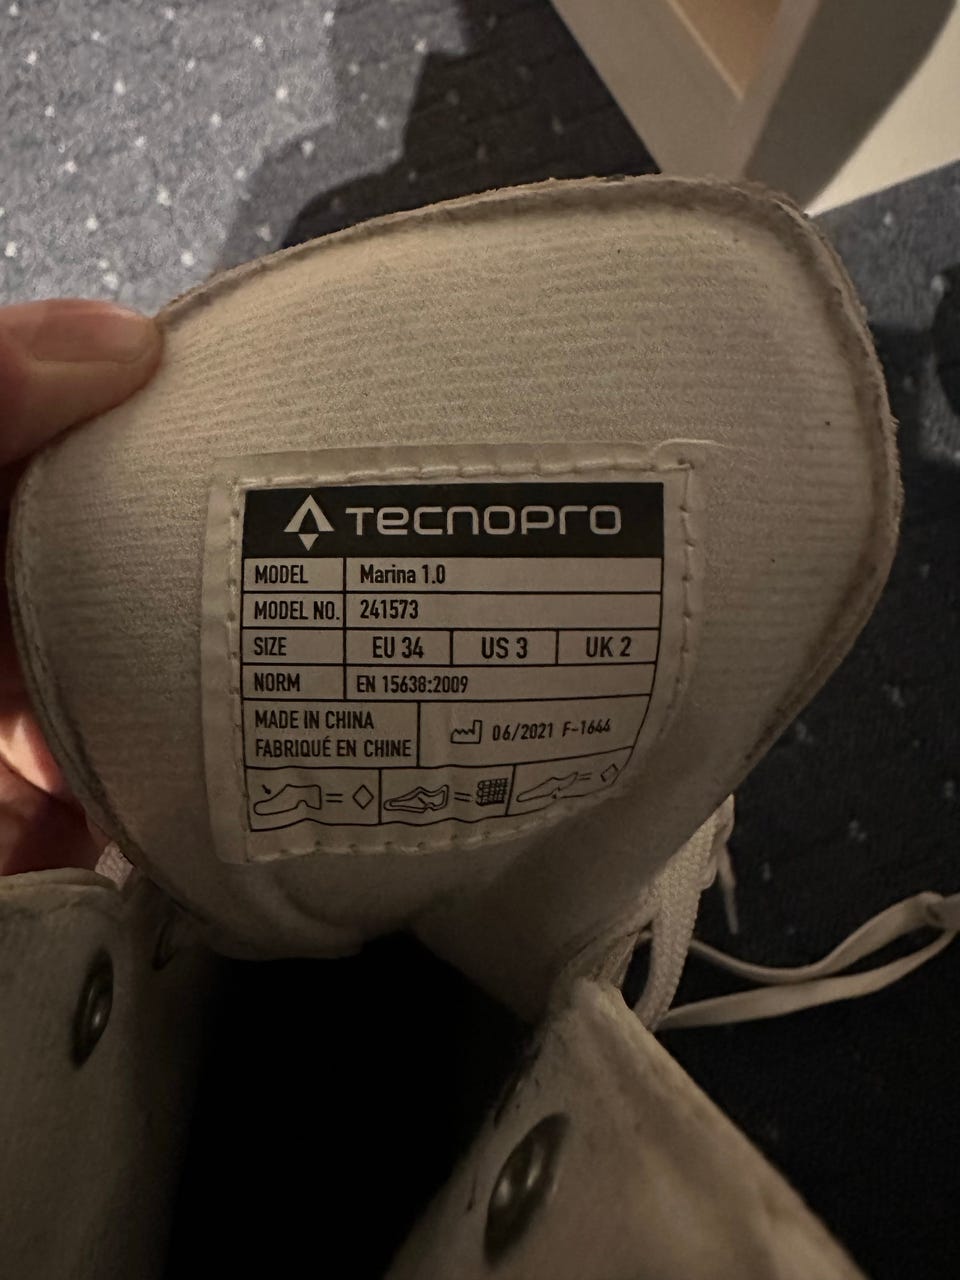 TECNOPRO
MODEL Marina 1.0
MODEL NO. 241573
SIZE EU 34 US 3 UK 2
NORM EN 15638:2009
MADE IN CHINA
FABRIQUÉ EN CHINE
06/2021 F-1644
= =  =